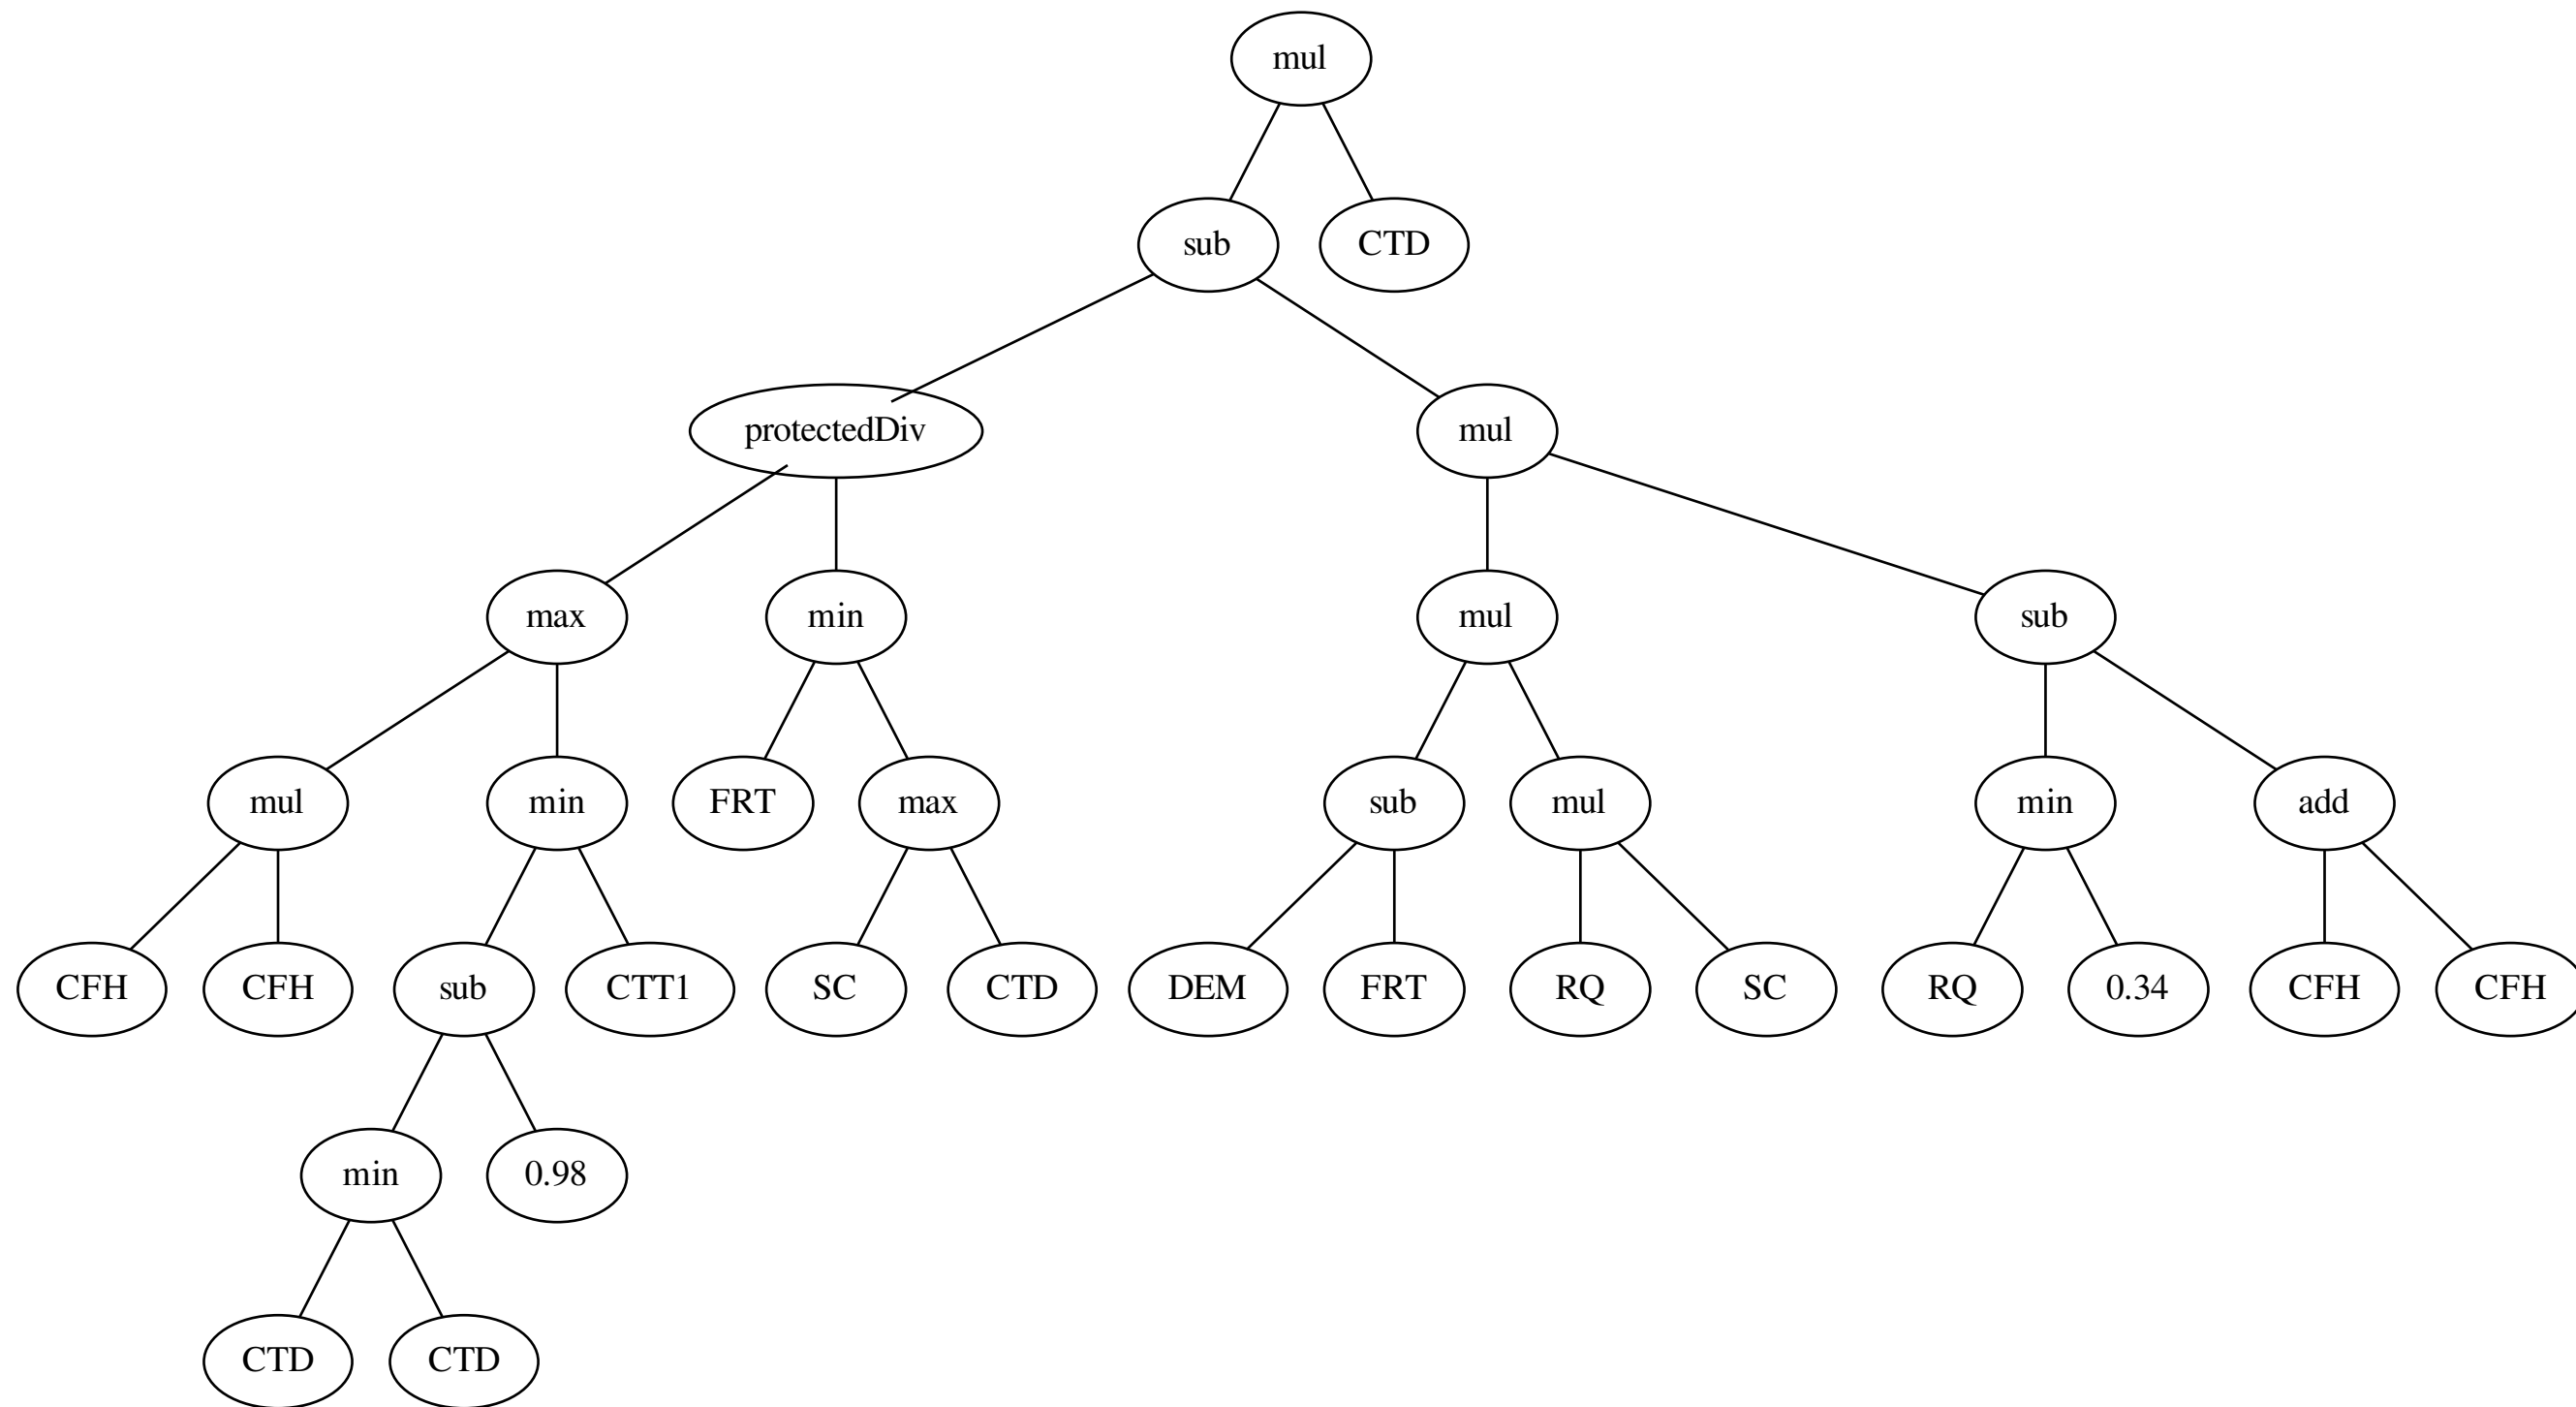 mul
sub CTD
protectedDiv mul
max min mul sub
mul min FRT max sub mul min add
CFH CFH sub CTT1 SC CTD DEM FRT RQ SC RQ 0.34 CFH CFH
min 0.98
CTD CTD